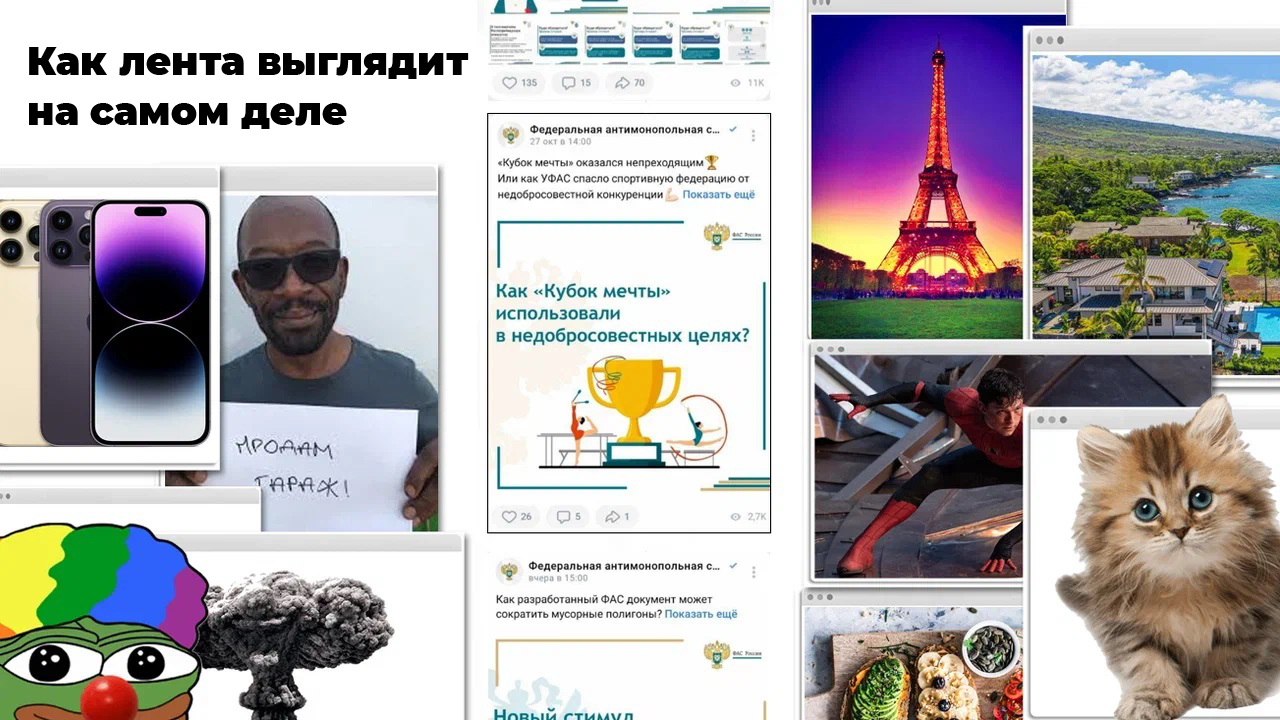 Как лента выглядит
на самом деле
135
15
70
11K
Федеральная антимонопольная с...
27 окт в 14:00
«Кубок мечты» оказался непреходящим🏆
Или как УФАС спасло спортивную федерацию от
недобросовестной конкуренции💪 Показать ещё
ФАС России
Как «Кубок мечты»
использовали
в недобросовестных целях?
26
5
1
2,7K
Федеральная антимонопольная с...
вчера в 15:00
Как разработанный ФАС документ может
сократить мусорные полигоны? Показать ещё
ФАС России
Новый стимул
ПРОДАМ
ГАРАЖ!